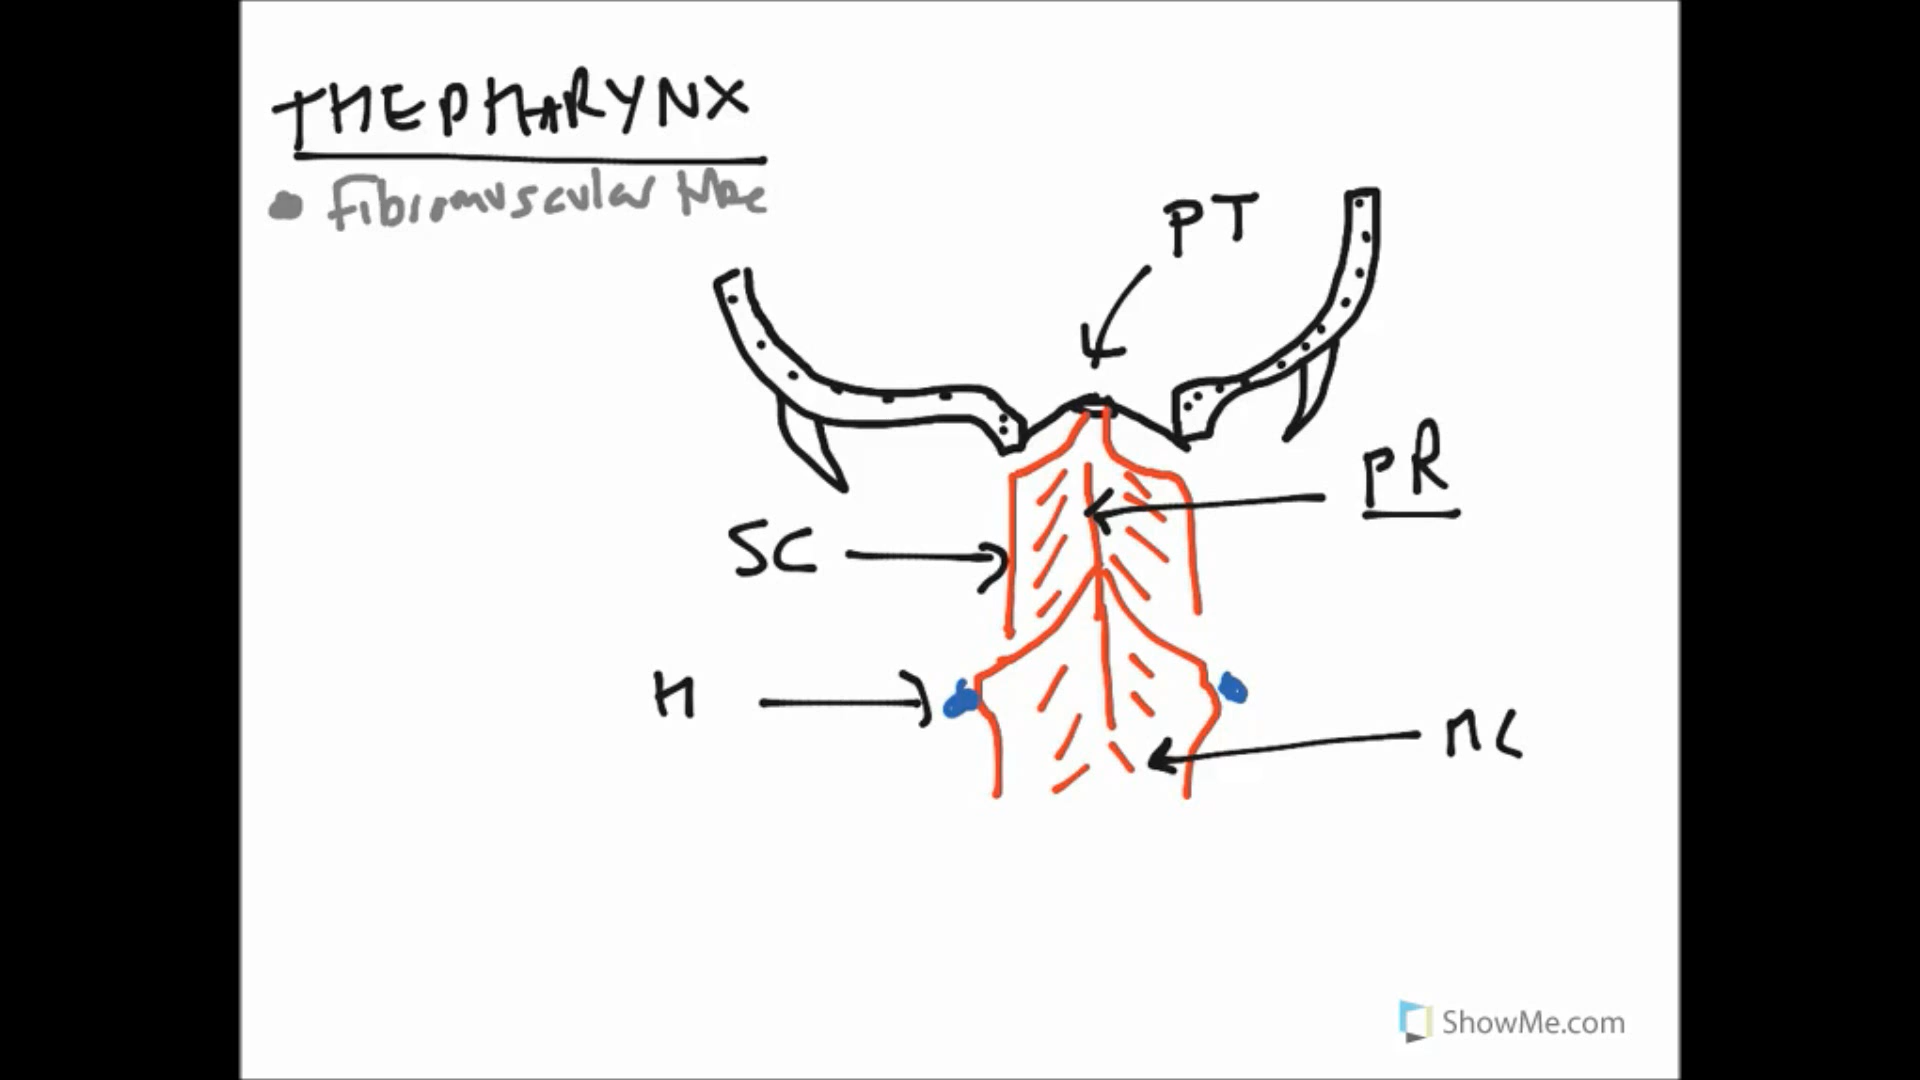 THE PHARYNX
Fibromuscular tube
PT
PR
SC
H
MC
ShowMe.com